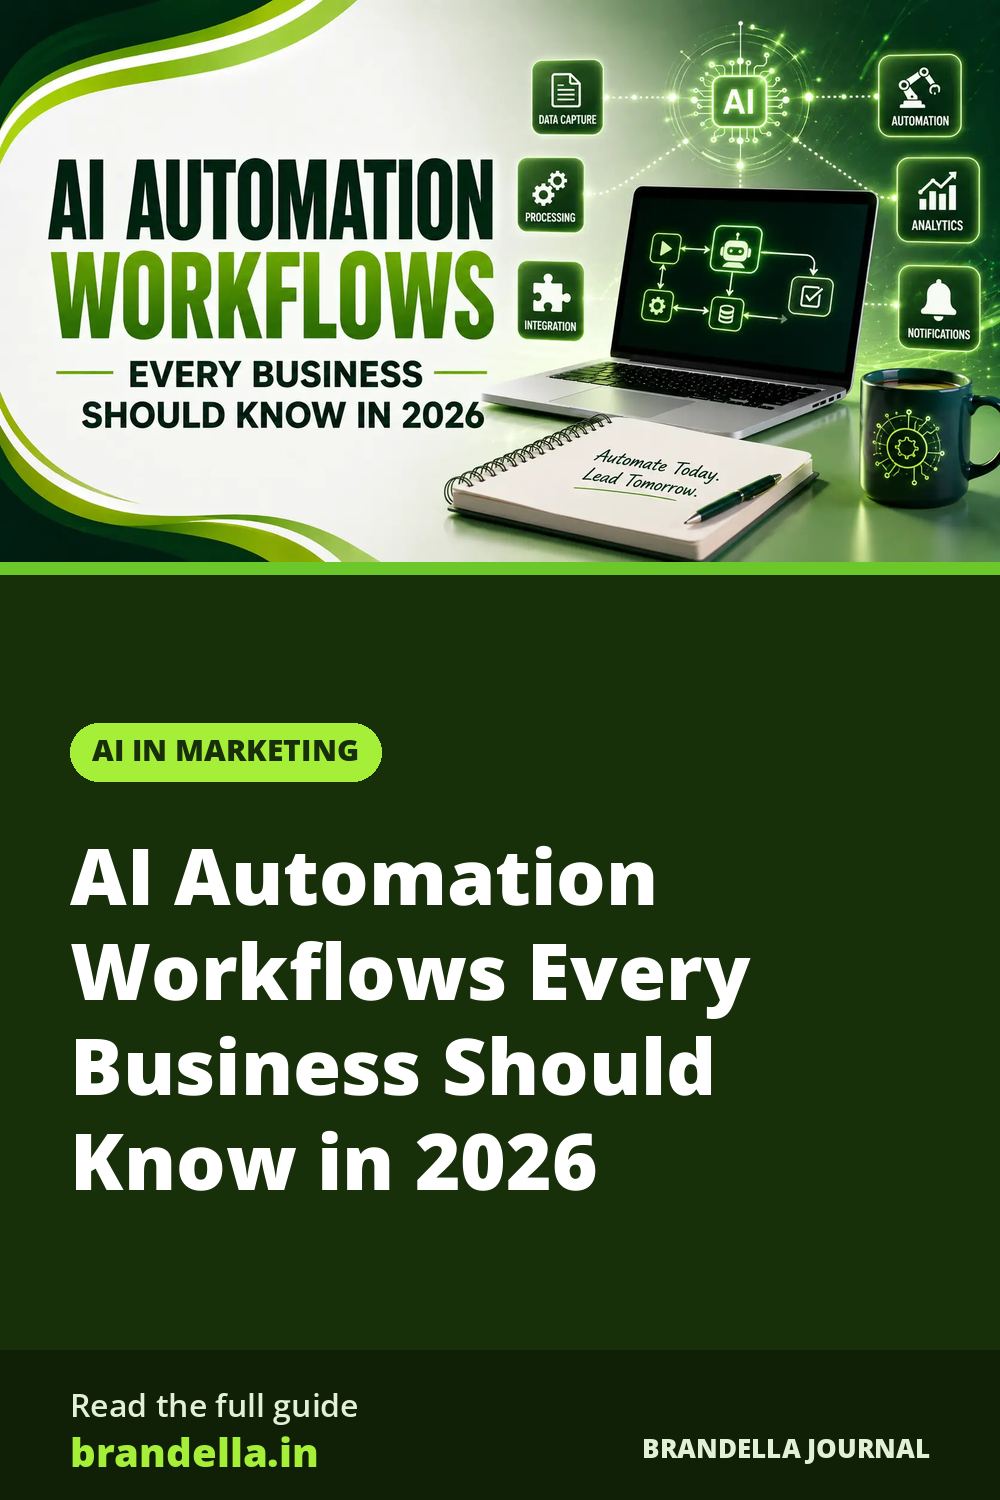 AI AUTOMATION
WORKFLOWS
EVERY BUSINESS
SHOULD KNOW IN 2026
DATA CAPTURE
PROCESSING
INTEGRATION
AI
AUTOMATION
ANALYTICS
NOTIFICATIONS
Automate Today.
Lead Tomorrow.
AI IN MARKETING
AI Automation
Workflows Every
Business Should
Know in 2026
Read the full guide
brandella.in
BRANDELLA JOURNAL